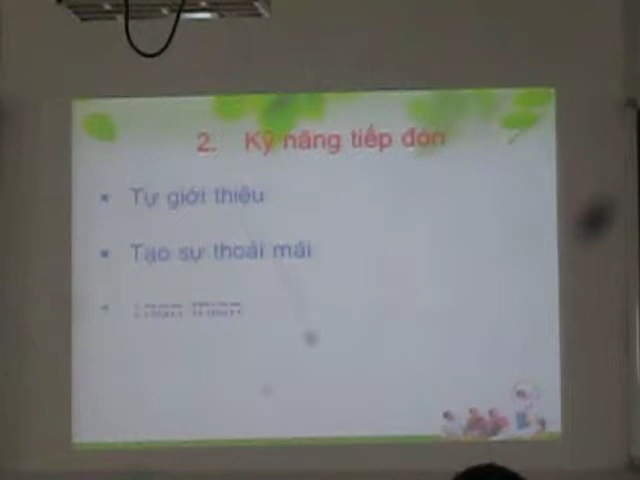 2. Kỹ năng tiếp đón
Tự giới thiệu
Tạo sự thoải mái